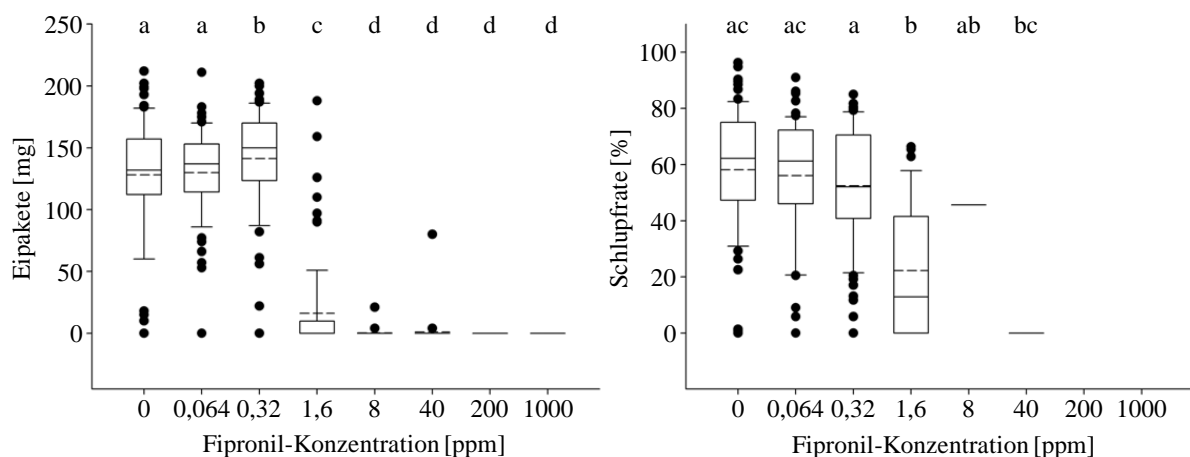 a a b c d d d d
250
200
150
100
50
0
Eipakete [mg]
0 0,064 0,32 1,6 8 40 200 1000
Fipronil-Konzentration [ppm]
ac ac a b ab bc
100
80
60
40
20
0
Schlupfrate [%]
0 0,064 0,32 1,6 8 40 200 1000
Fipronil-Konzentration [ppm]